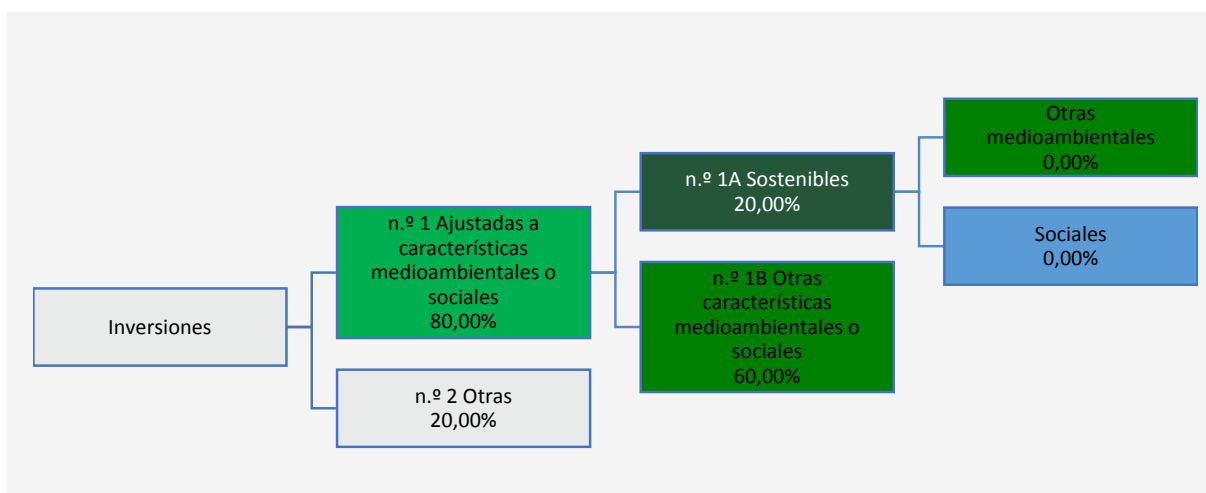 Inversiones
n.º 1 Ajustadas a
características
medioambientales o
sociales
80,00%
n.º 2 Otras
20,00%
n.º 1A Sostenibles
20,00%
n.º 1B Otras
características
medioambientales o
sociales
60,00%
Otras
medioambientales
0,00%
Sociales
0,00%